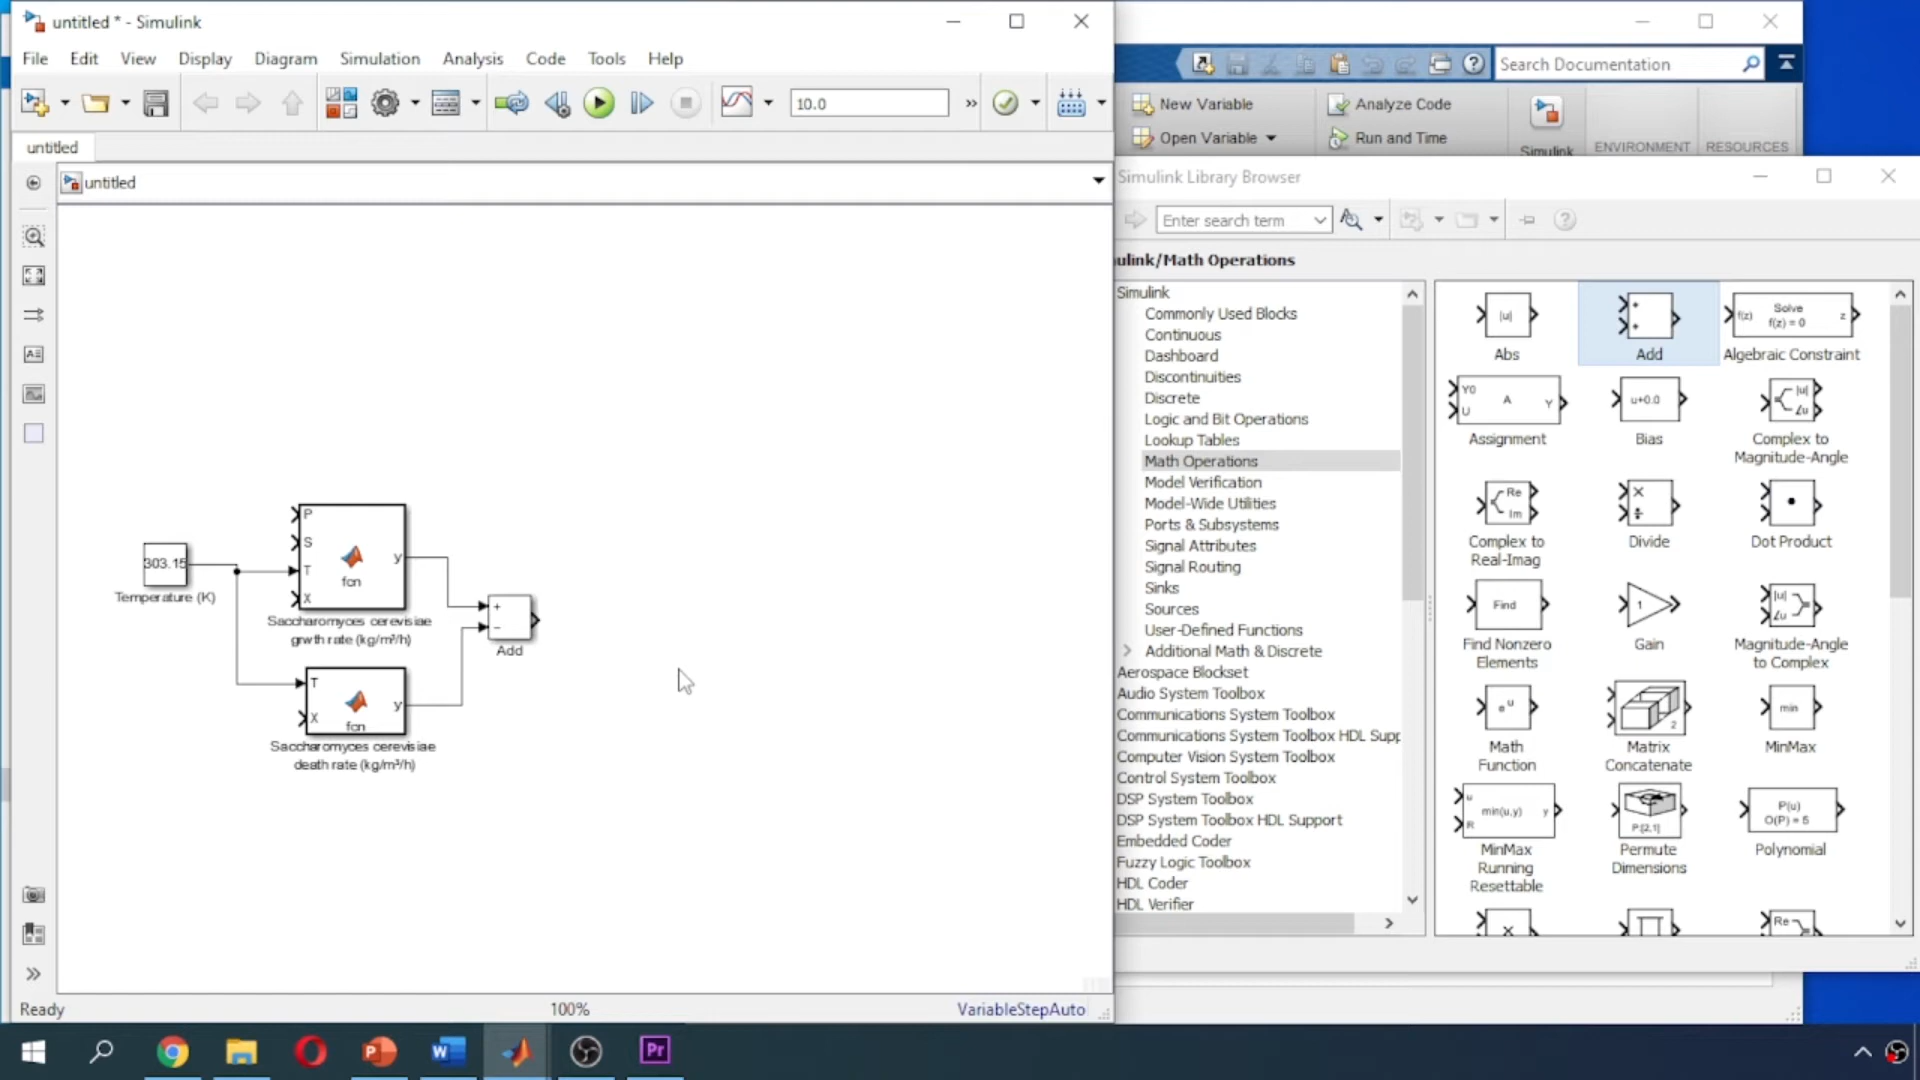 untitled * - Simulink
File Edit View Display Diagram Simulation Analysis Code Tools Help
10.0
untitled
untitled
303.15
Temperature (K)
P
S
T
X
y
fcn
Saccharomyces cerevisiae
grwth rate (kg/m³/h)
T
X
y
fcn
Saccharomyces cerevisiae
death rate (kg/m³/h)
+
−
Add
Ready
100%
VariableStepAuto
Search Documentation
New Variable
Analyze Code
Open Variable
Run and Time
Simulink
ENVIRONMENT
RESOURCES
Simulink Library Browser
Enter search term
ulink/Math Operations
Simulink
Commonly Used Blocks
Continuous
Dashboard
Discontinuities
Discrete
Logic and Bit Operations
Lookup Tables
Math Operations
Model Verification
Model-Wide Utilities
Ports & Subsystems
Signal Attributes
Signal Routing
Sinks
Sources
User-Defined Functions
Additional Math & Discrete
Aerospace Blockset
Audio System Toolbox
Communications System Toolbox
Communications System Toolbox HDL Supp
Computer Vision System Toolbox
Control System Toolbox
DSP System Toolbox
DSP System Toolbox HDL Support
Embedded Coder
Fuzzy Logic Toolbox
HDL Coder
HDL Verifier
|u|
Abs
+
+
Add
f(z) Solve f(z) = 0 z
Algebraic Constraint
Y0
U
A
Y
Assignment
u+0.0
Bias
|u|
∠u
Complex to
Magnitude-Angle
Re
Im
Complex to
Real-Imag
×
÷
Divide
Dot Product
Find
Find Nonzero
Elements
1
Gain
|u|
∠u
Magnitude-Angle
to Complex
e^u
Math
Function
2
Matrix
Concatenate
min
MinMax
u
R
min(u,y)
y
MinMax
Running
Resettable
P:[2,1]
Permute
Dimensions
P(u)
O(P) = 5
Polynomial
×
Re
W
P
Pr